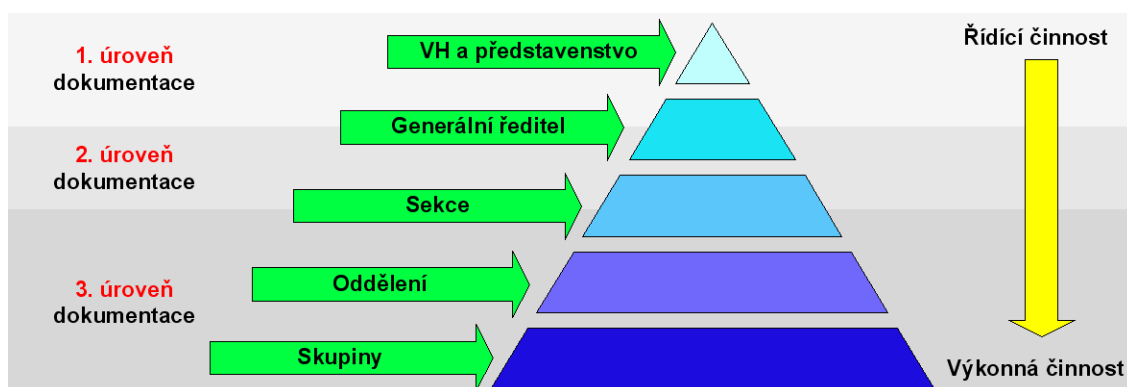 1. úroveň
dokumentace
VH a představenstvo
Řídící činnost
Generální ředitel
2. úroveň
dokumentace
Sekce
Oddělení
3. úroveň
dokumentace
Skupiny
Výkonná činnost